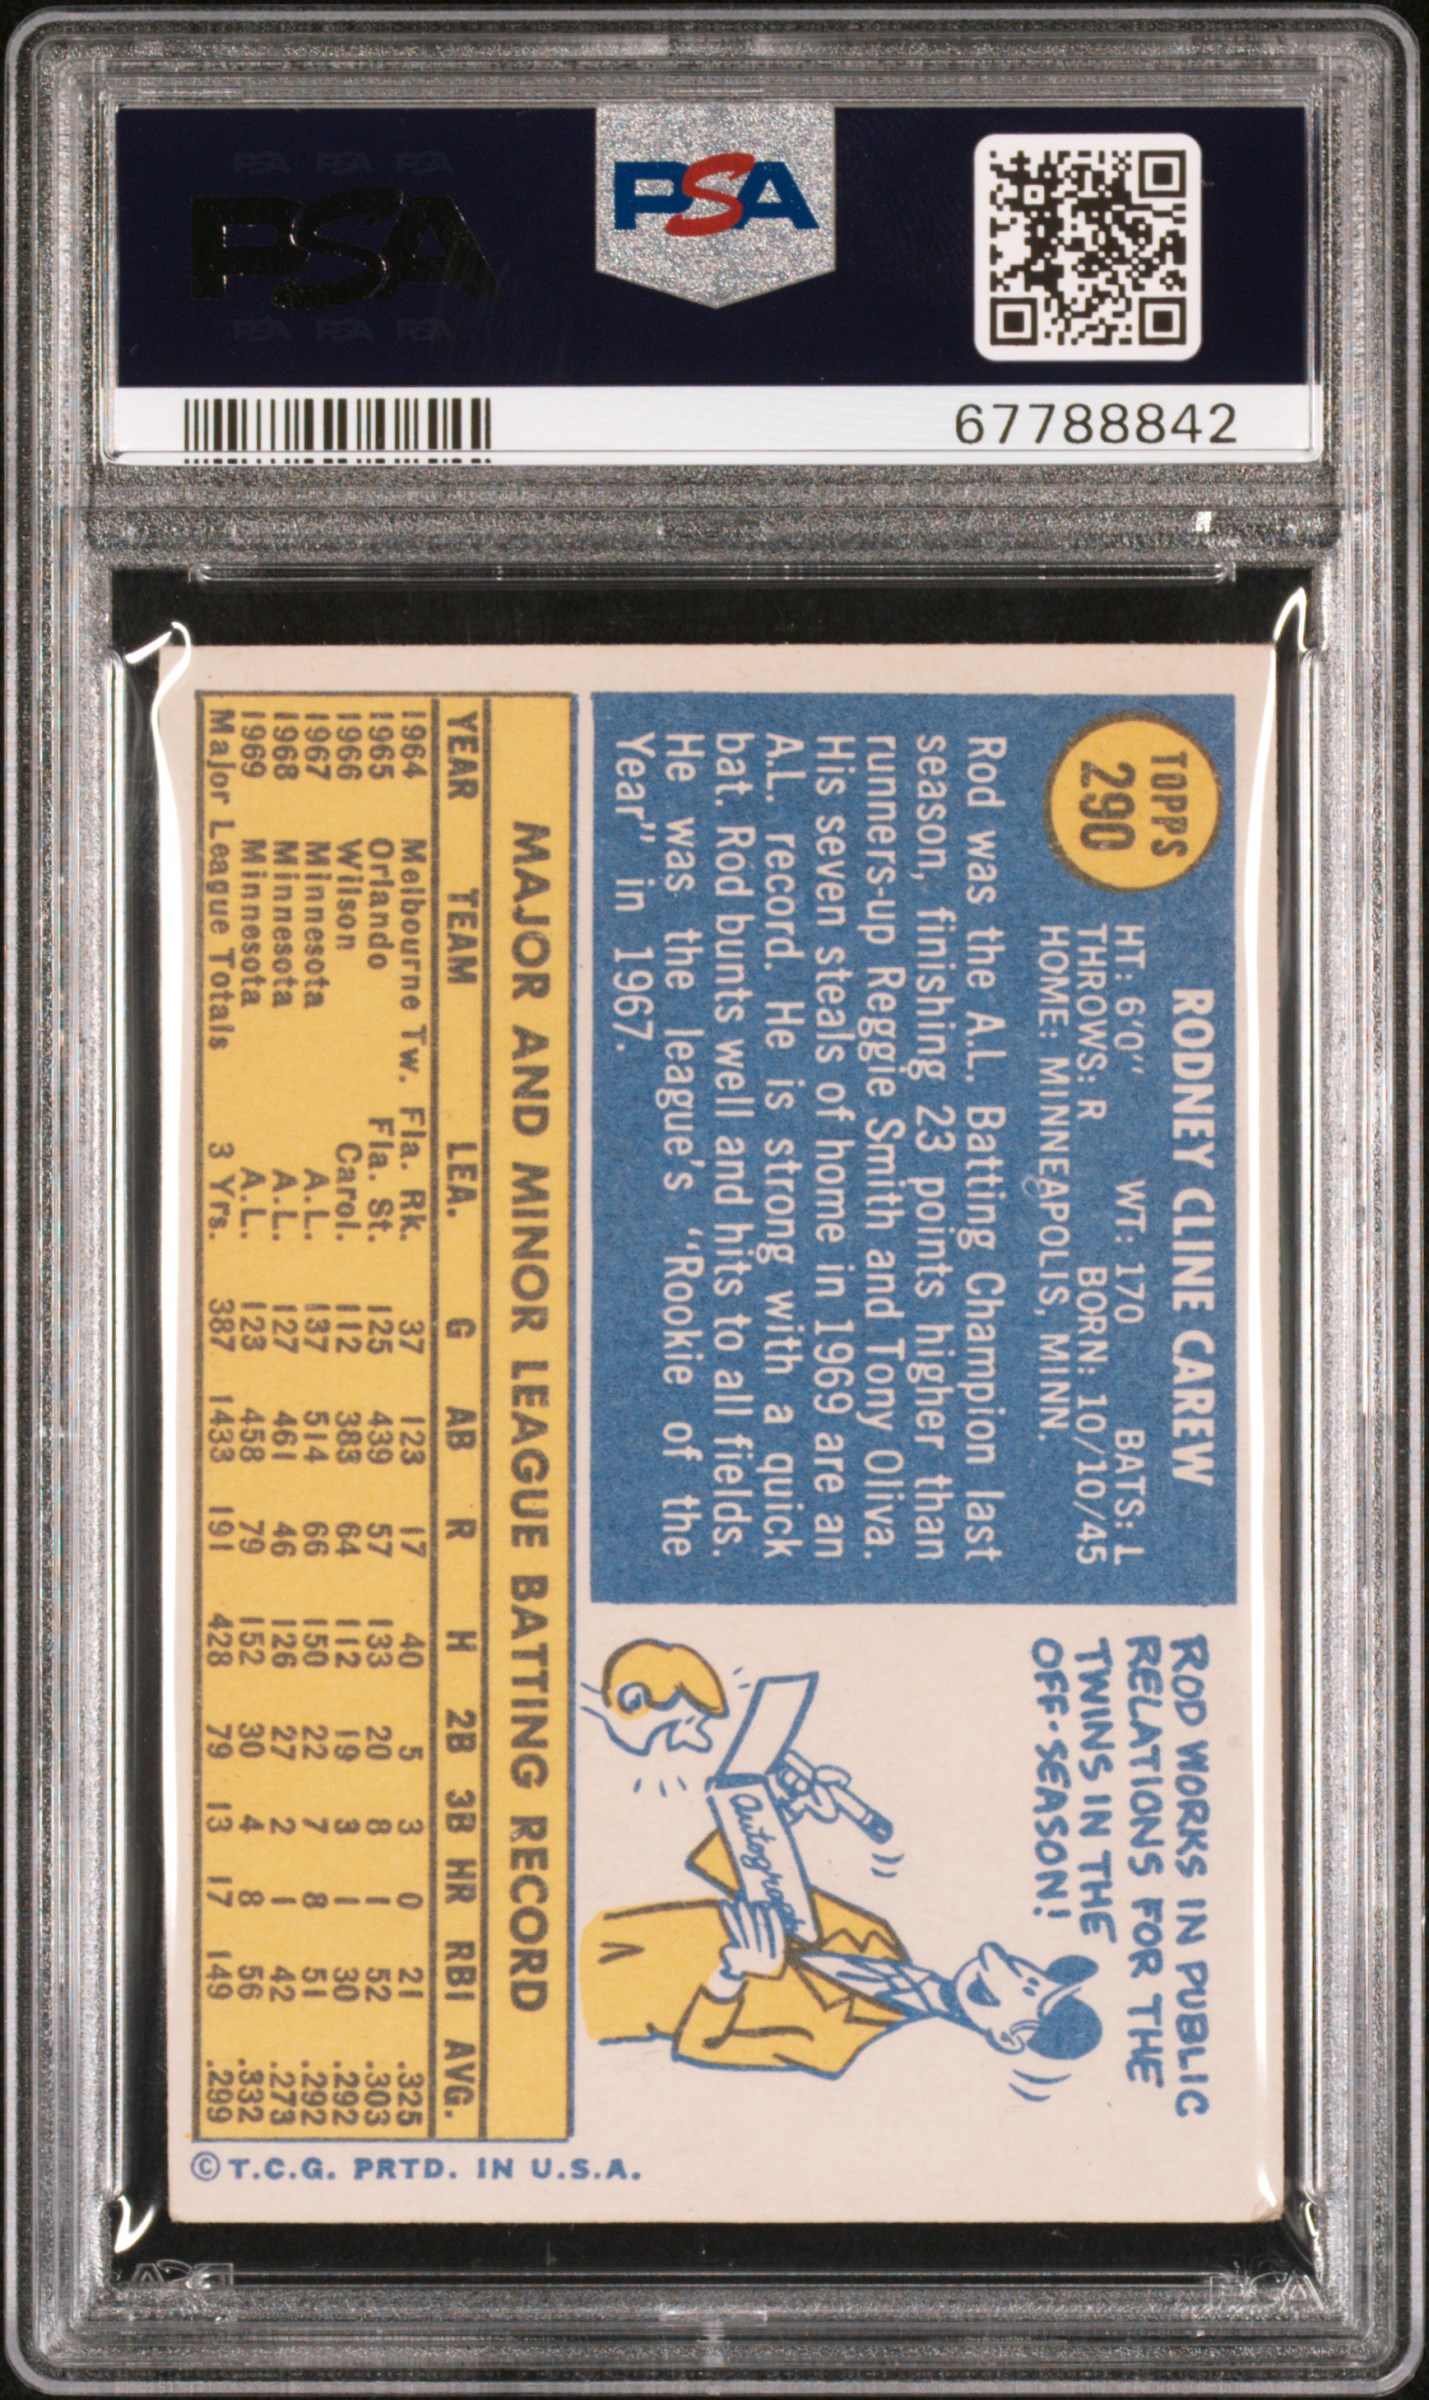 PSA PSA PSA
PSA
PSA PSA PSA
PSA
67788842
TOPPS
290
RODNEY CLINE CAREW
HT: 6'0" WT: 170 BATS: L
THROWS: R BORN: 10/10/45
HOME: MINNEAPOLIS, MINN.
Rod was the A.L. Batting Champion last
season, finishing 23 points higher than
runners-up Reggie Smith and Tony Oliva.
His seven steals of home in 1969 are an
A.L. record. He is strong with a quick
bat. Rod bunts well and hits to all fields.
He was the league's "Rookie of the
Year" in 1967.
ROD WORKS IN PUBLIC
RELATIONS FOR THE
TWINS IN THE
OFF-SEASON!
Autographs
MAJOR AND MINOR LEAGUE BATTING RECORD
YEAR TEAM LEA. G AB R H 2B 3B HR RBI AVG.
1964 Melbourne Tw. Fla. Rk. 37 123 17 40 5 3 0 21 .325
1965 Orlando Fla. St. 125 439 57 133 20 8 1 52 .303
1966 Wilson Carol. 112 383 64 112 19 3 1 30 .292
1967 Minnesota A.L. 137 514 66 150 22 7 8 51 .292
1968 Minnesota A.L. 127 461 46 126 27 2 1 42 .273
1969 Minnesota A.L. 123 458 79 152 30 4 8 56 .332
Major League Totals 3 Yrs. 387 1433 191 428 79 13 17 149 .299
© T.C.G. PRTD. IN U.S.A.
PSA
PSA